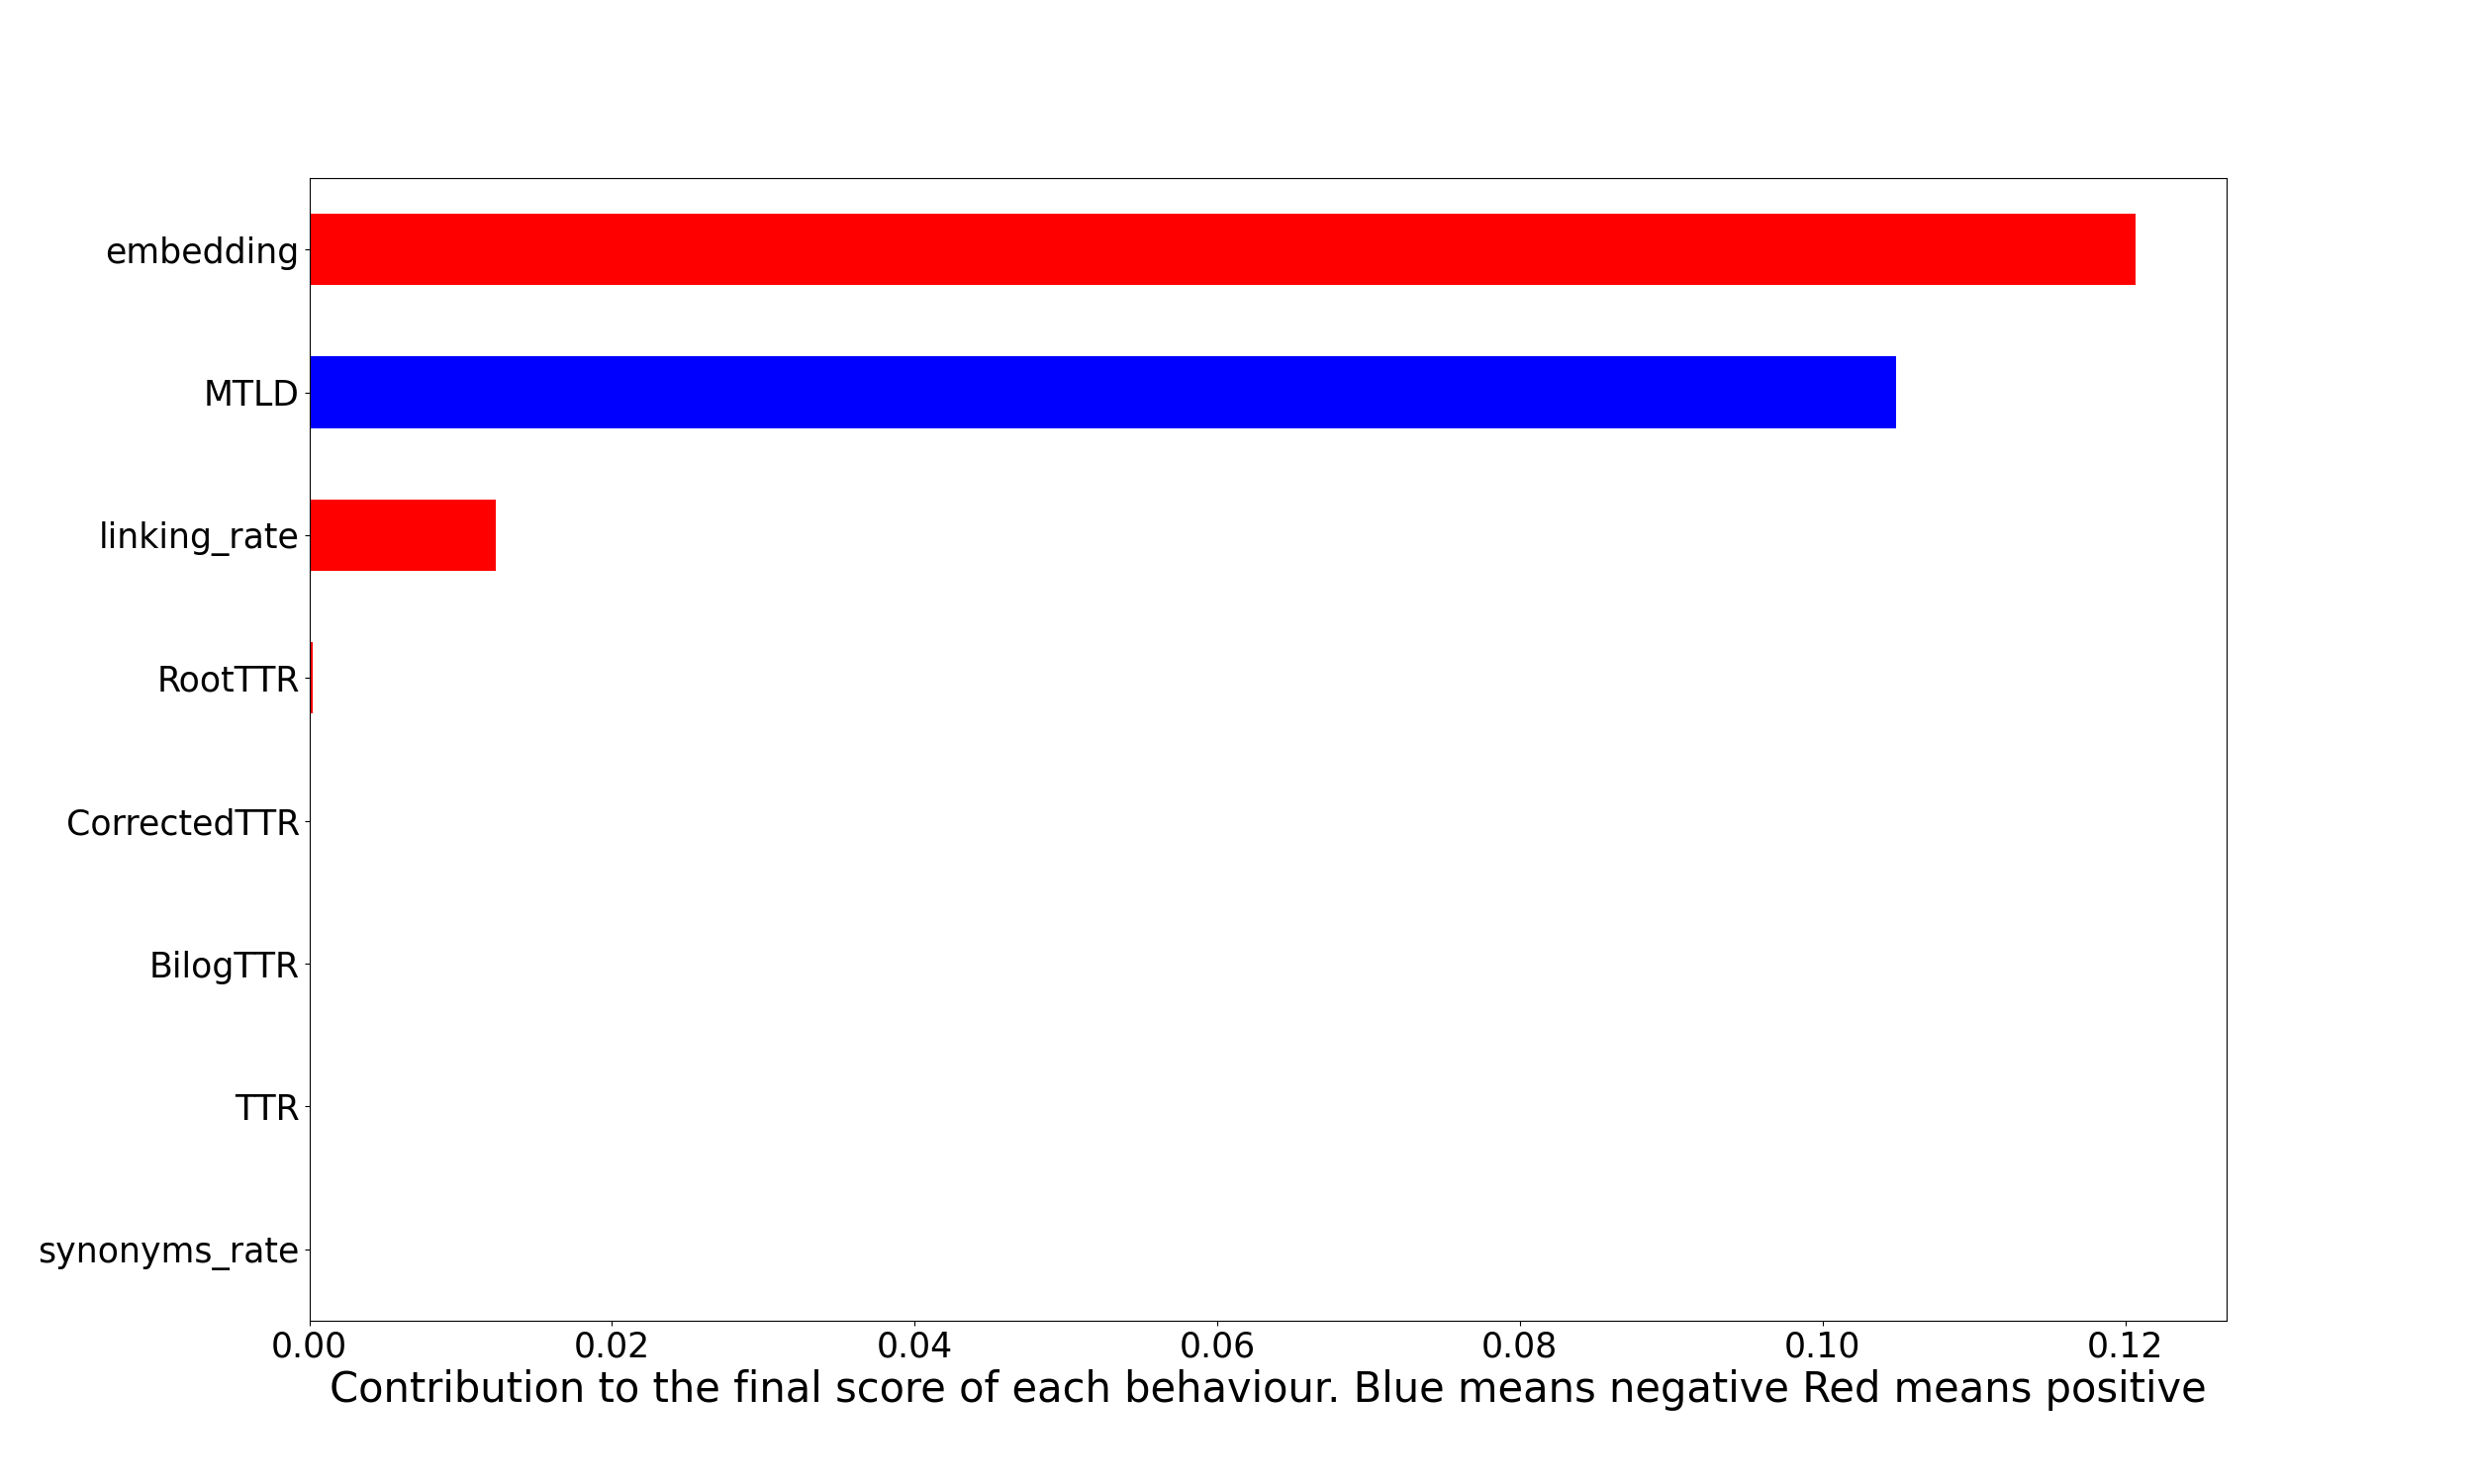 embedding
MTLD
linking_rate
RootTTR
CorrectedTTR
BilogTTR
TTR
synonyms_rate
0.00 0.02 0.04 0.06 0.08 0.10 0.12
Contribution to the final score of each behaviour. Blue means negative Red means positive